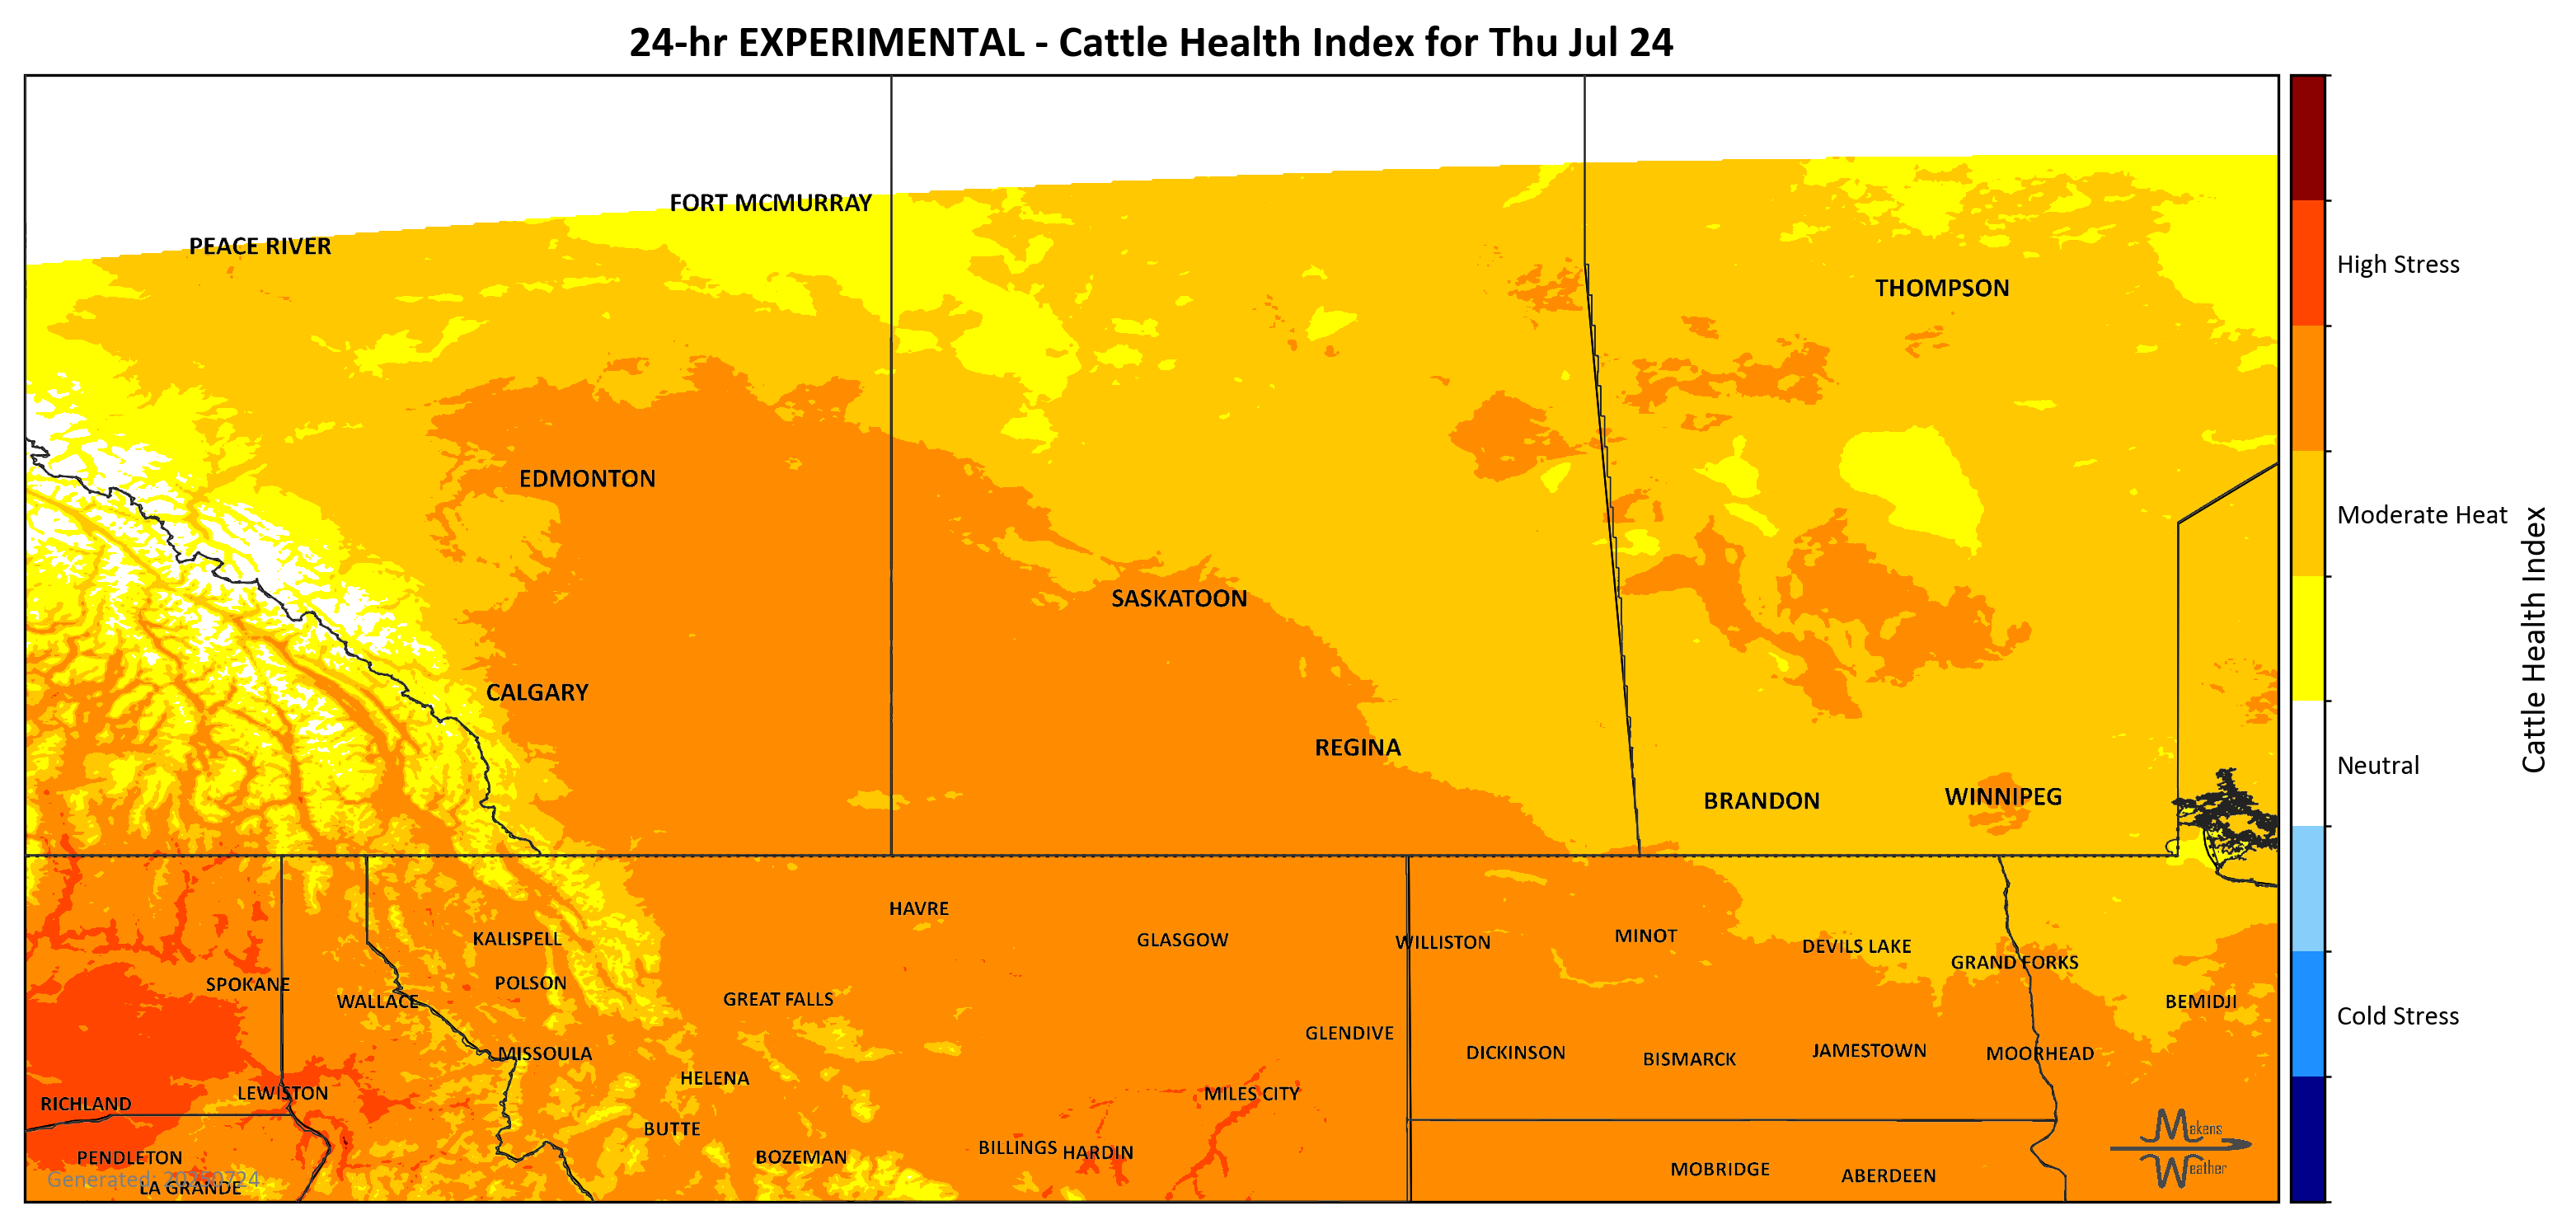 24-hr EXPERIMENTAL - Cattle Health Index for Thu Jul 24
FORT MCMURRAY
PEACE RIVER
High Stress
THOMPSON
EDMONTON
Moderate Heat
SASKATOON
Cattle Health Index
CALGARY
REGINA
Neutral
WINNIPEG
BRANDON
HAVRE
MINOT
KALISPELL
GLASGOW
WILLISTON
DEVILS LAKE
GRAND FORKS
POLSON
SPOKANE
GREAT FALLS
WALLACE
BEMIDJI
Cold Stress
GLENDIVE
JAMESTOWN
DICKINSON
MISSOULA
MOORHEAD
BISMARCK
HELENA
LEWISTON
MILES CITY
RICHLAND
BUTTE
Makens
Weather
BILLINGS
HARDIN
PENDLETON
BOZEMAN
MOBRIDGE
ABERDEEN
Generated: 20250724
LA GRANDE